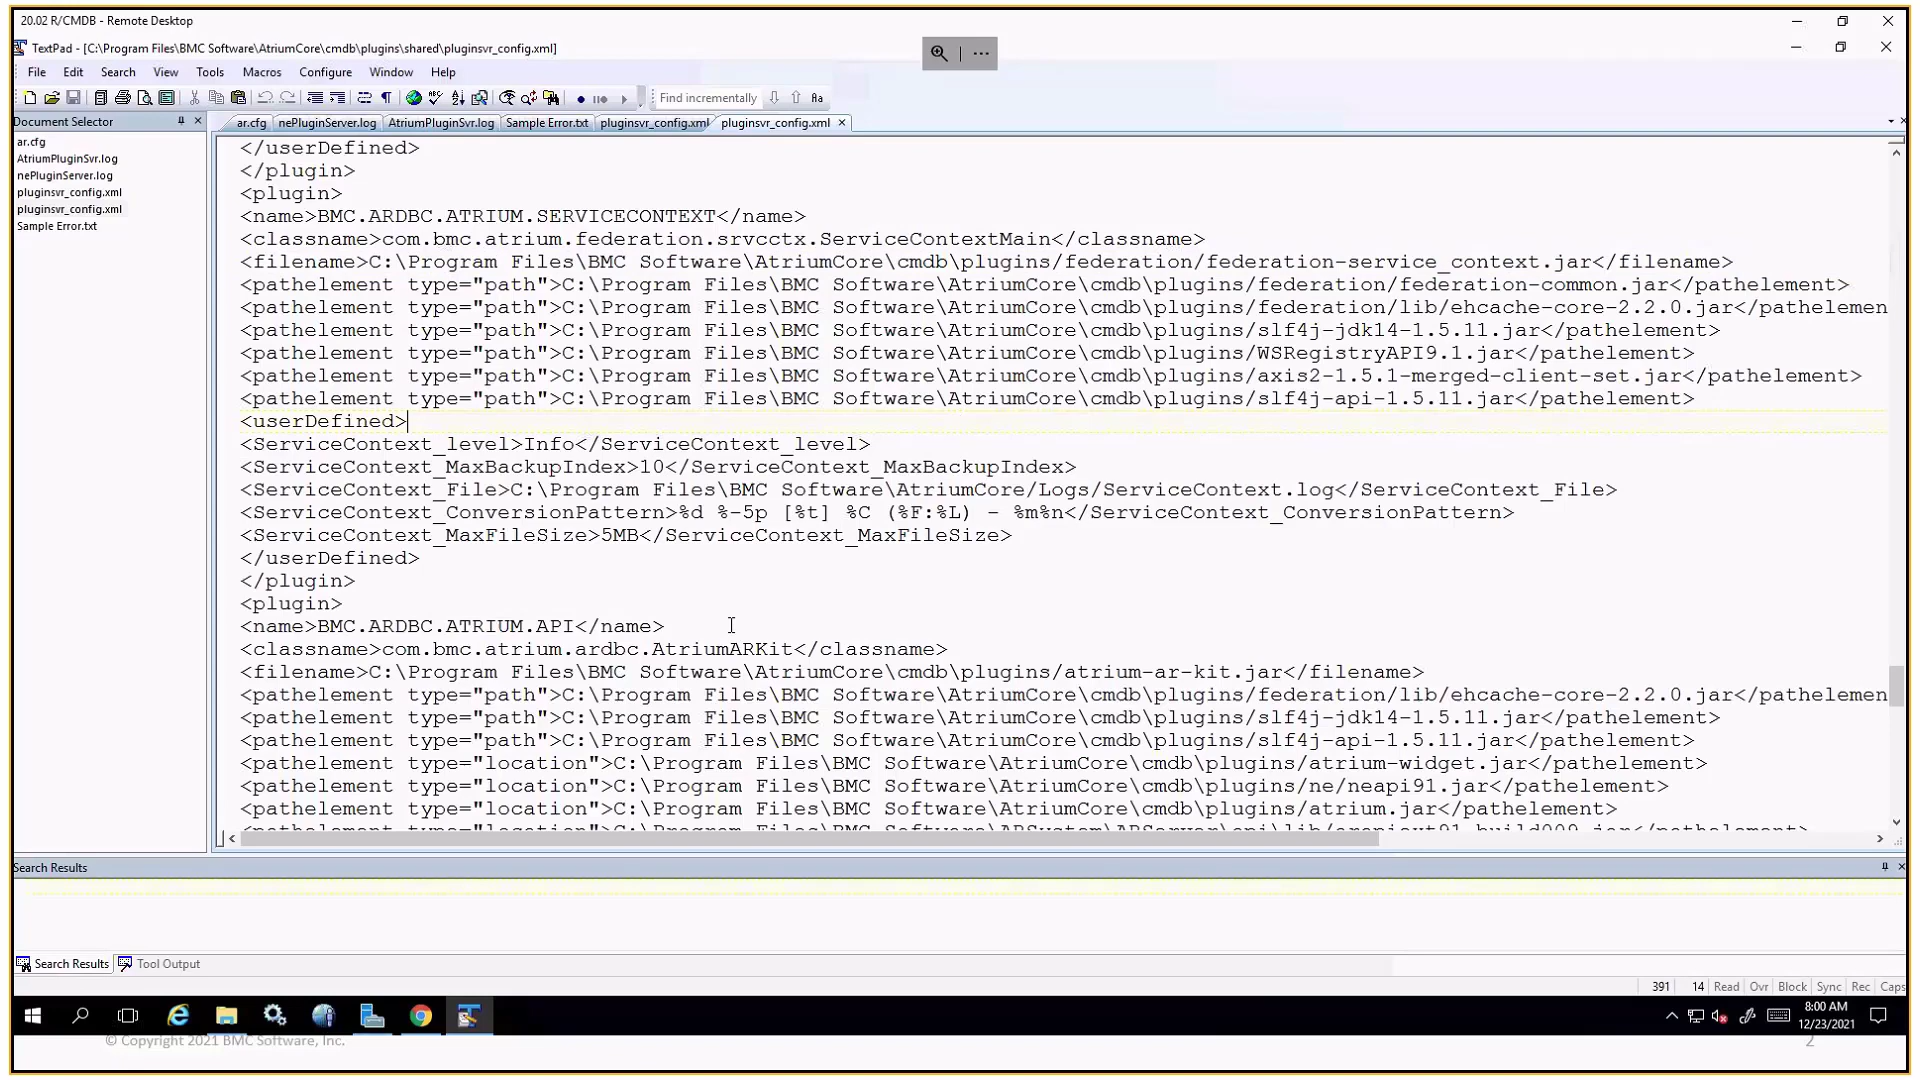 20.02 R/CMDB - Remote Desktop
TextPad - [C:\Program Files\BMC Software\AtriumCore\cmdb\plugins\shared\pluginsvr_config.xml]
File Edit Search View Tools Macros Configure Window Help
Find incrementally
Document Selector
ar.cfg nePluginServer.log AtriumPluginSvr.log Sample Error.txt pluginsvr_config.xml pluginsvr_config.xml
ar.cfg
AtriumPluginSvr.log
nePluginServer.log
pluginsvr_config.xml
pluginsvr_config.xml
Sample Error.txt
</userDefined>
</plugin>
<plugin>
<name>BMC.ARDBC.ATRIUM.SERVICECONTEXT</name>
<classname>com.bmc.atrium.federation.srvcctx.ServiceContextMain</classname>
<filename>C:\Program Files\BMC Software\AtriumCore\cmdb\plugins/federation/federation-service_context.jar</filename>
<pathelement type="path">C:\Program Files\BMC Software\AtriumCore\cmdb\plugins/federation/federation-common.jar</pathelement>
<pathelement type="path">C:\Program Files\BMC Software\AtriumCore\cmdb\plugins/federation/lib/ehcache-core-2.2.0.jar</pathelemen
<pathelement type="path">C:\Program Files\BMC Software\AtriumCore\cmdb\plugins/slf4j-jdk14-1.5.11.jar</pathelement>
<pathelement type="path">C:\Program Files\BMC Software\AtriumCore\cmdb\plugins/WSRegistryAPI9.1.jar</pathelement>
<pathelement type="path">C:\Program Files\BMC Software\AtriumCore\cmdb\plugins/axis2-1.5.1-merged-client-set.jar</pathelement>
<pathelement type="path">C:\Program Files\BMC Software\AtriumCore\cmdb\plugins/slf4j-api-1.5.11.jar</pathelement>
<userDefined>
<ServiceContext_level>Info</ServiceContext_level>
<ServiceContext_MaxBackupIndex>10</ServiceContext_MaxBackupIndex>
<ServiceContext_File>C:\Program Files\BMC Software\AtriumCore/Logs/ServiceContext.log</ServiceContext_File>
<ServiceContext_ConversionPattern>%d %-5p [%t] %C (%F:%L) - %m%n</ServiceContext_ConversionPattern>
<ServiceContext_MaxFileSize>5MB</ServiceContext_MaxFileSize>
</userDefined>
</plugin>
<plugin>
<name>BMC.ARDBC.ATRIUM.API</name>
<classname>com.bmc.atrium.ardbc.AtriumARKit</classname>
<filename>C:\Program Files\BMC Software\AtriumCore\cmdb\plugins/atrium-ar-kit.jar</filename>
<pathelement type="path">C:\Program Files\BMC Software\AtriumCore\cmdb\plugins/federation/lib/ehcache-core-2.2.0.jar</pathelemen
<pathelement type="path">C:\Program Files\BMC Software\AtriumCore\cmdb\plugins/slf4j-jdk14-1.5.11.jar</pathelement>
<pathelement type="path">C:\Program Files\BMC Software\AtriumCore\cmdb\plugins/slf4j-api-1.5.11.jar</pathelement>
<pathelement type="location">C:\Program Files\BMC Software\AtriumCore\cmdb\plugins/atrium-widget.jar</pathelement>
<pathelement type="location">C:\Program Files\BMC Software\AtriumCore\cmdb\plugins/ne/neapi91.jar</pathelement>
<pathelement type="location">C:\Program Files\BMC Software\AtriumCore\cmdb\plugins/atrium.jar</pathelement>
<pathelement type="location">C:\Program Files\BMC Software\ARSystem\ARServer\api\lib/arapiext91_build009.jar</pathelement>
Search Results
Search Results Tool Output
391 14 Read Ovr Block Sync Rec Caps
8:00 AM
12/23/2021
© Copyright 2021 BMC Software, Inc.
2